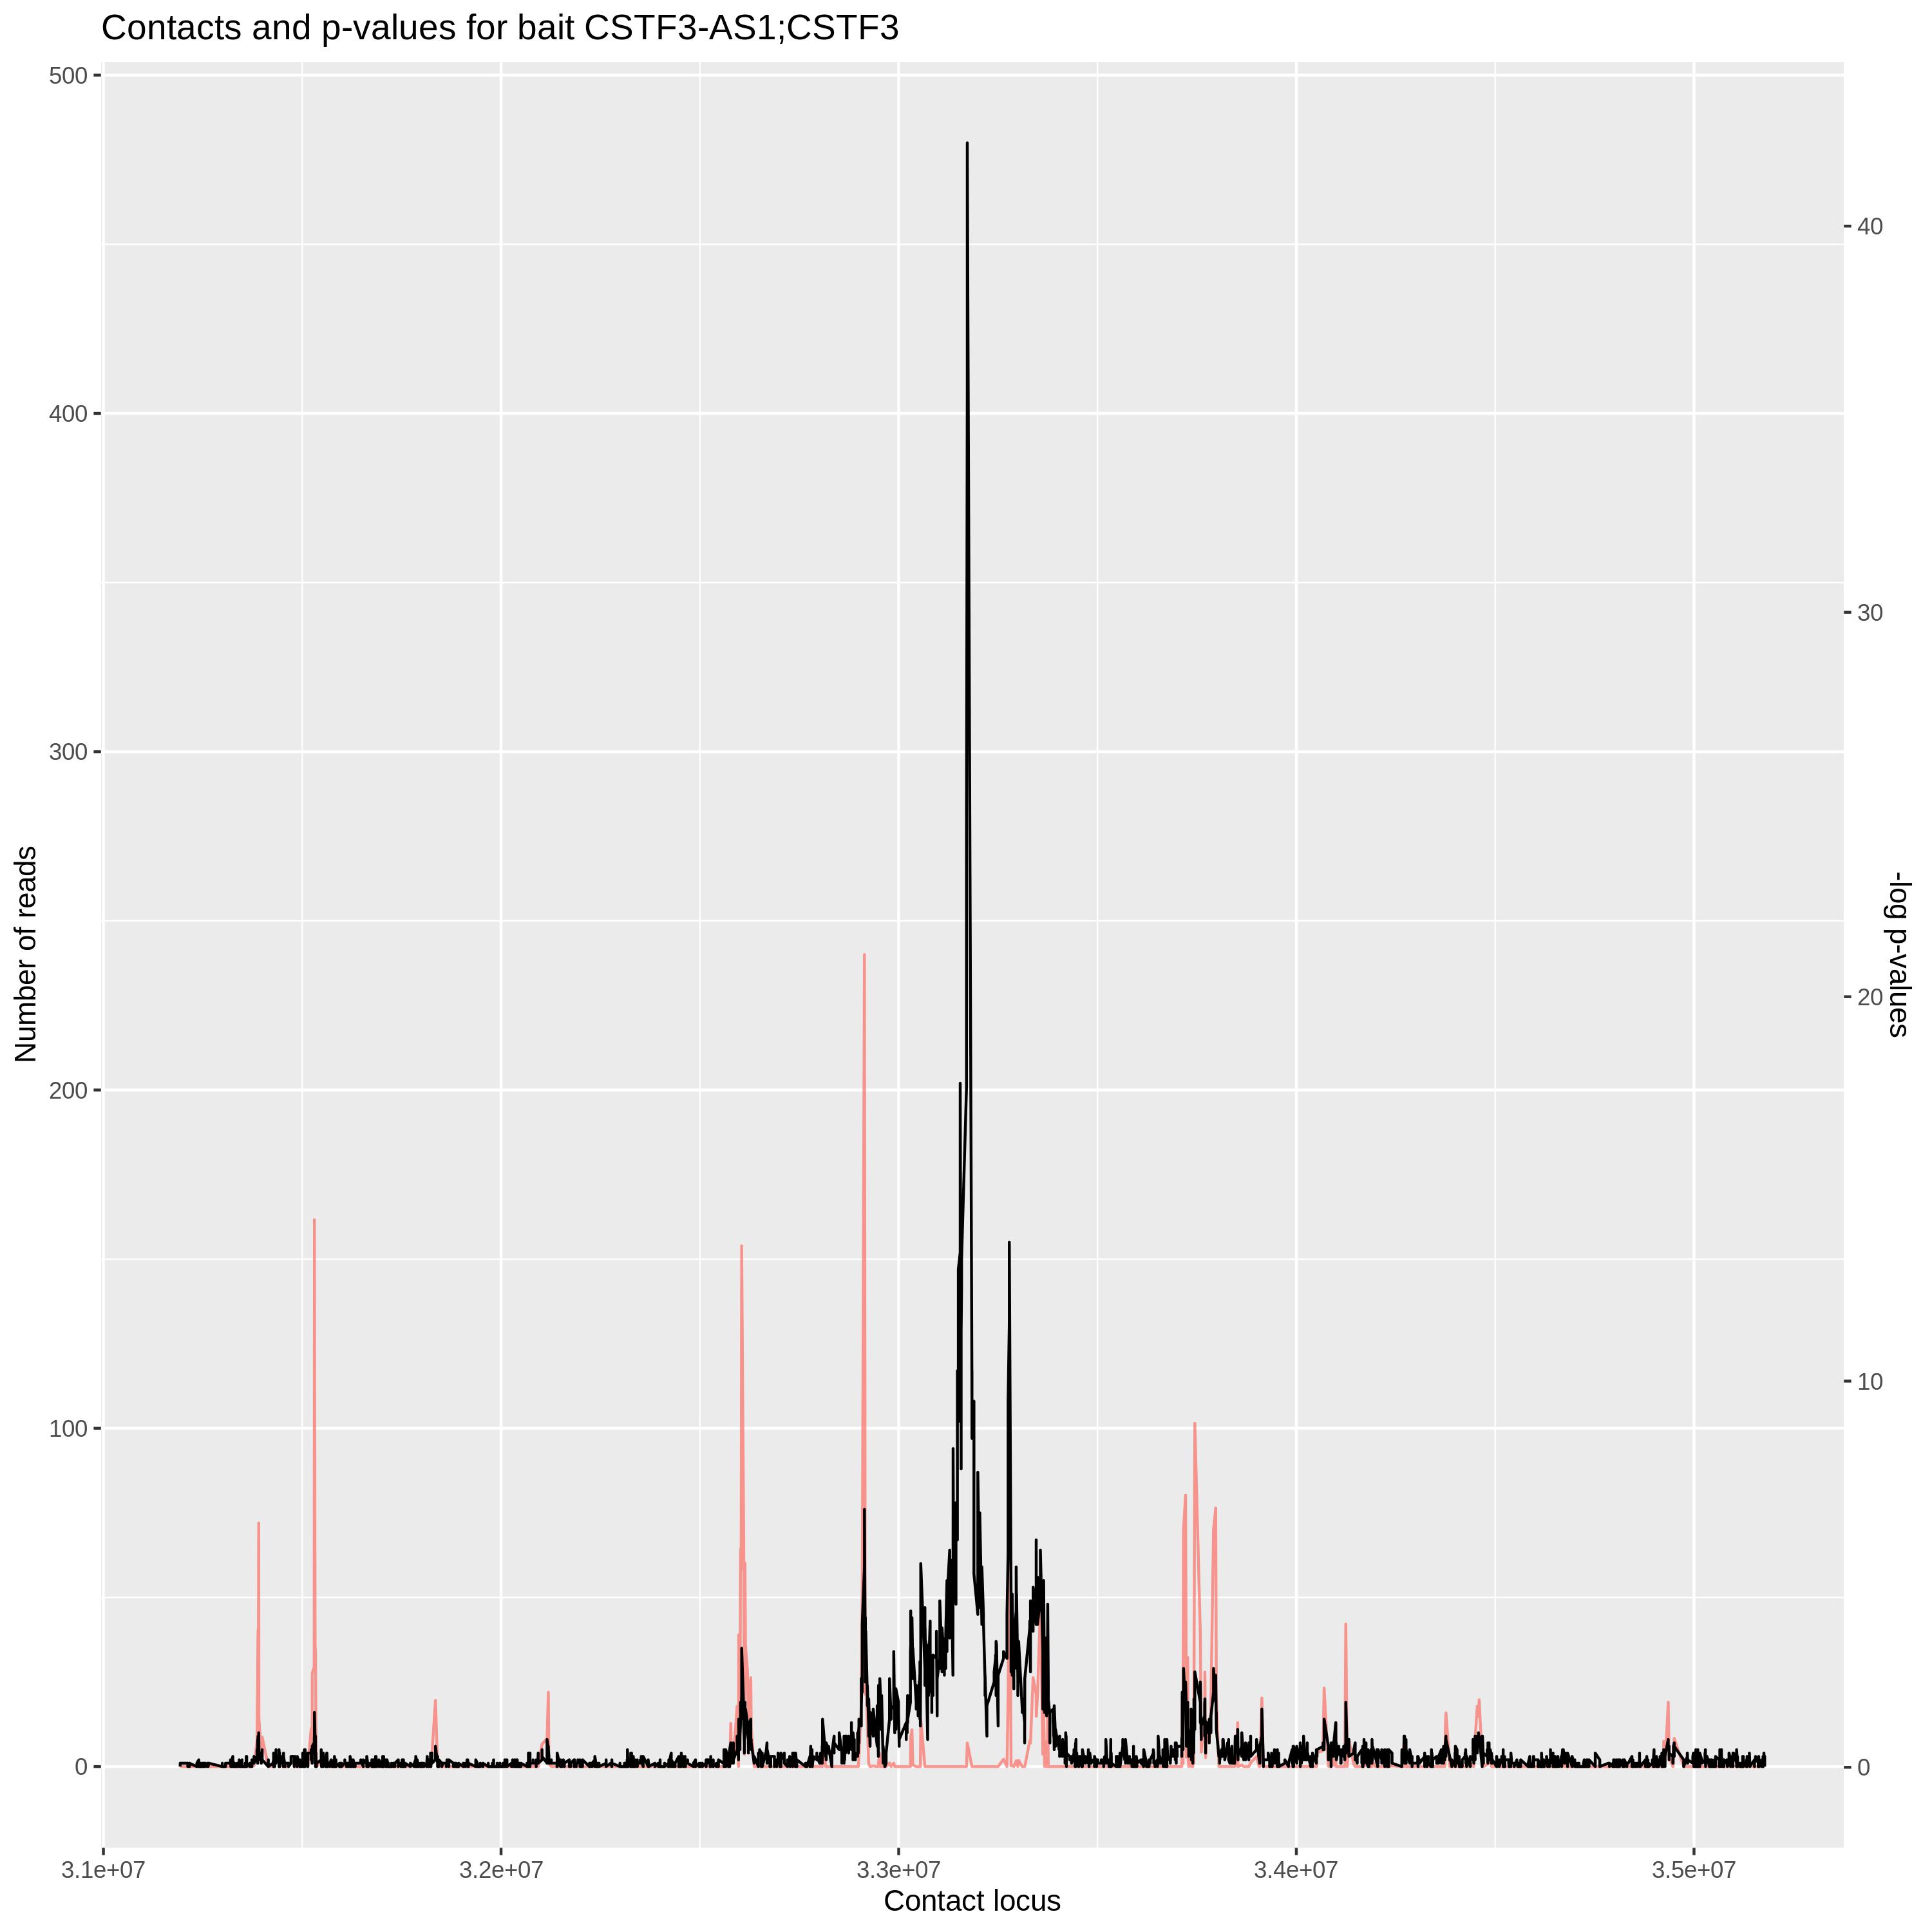 Contacts and p-values for bait CSTF3-AS1;CSTF3
500
400
300
200
100
0
Number of reads
40
30
20
10
0
-log p-values
3.1e+07
3.2e+07
3.3e+07
3.4e+07
3.5e+07
Contact locus